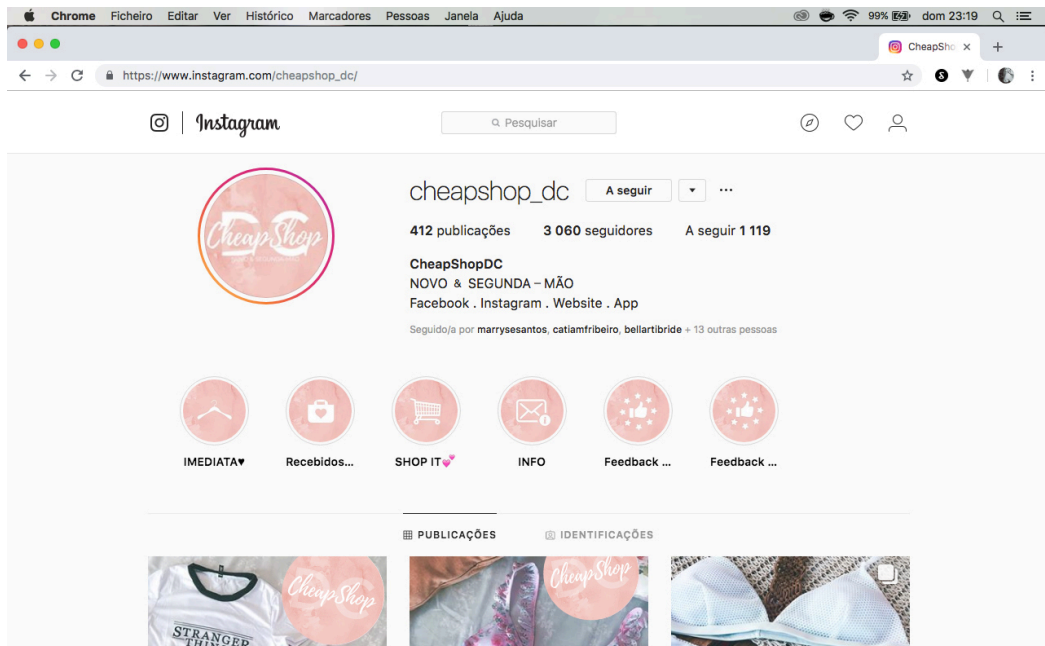 Chrome Ficheiro Editar Ver Histórico Marcadores Pessoas Janela Ajuda 99% dom 23:19
CheapSho
https://www.instagram.com/cheapshop_dc/
Instagram
Pesquisar
cheapshop_dc A seguir
412 publicações 3 060 seguidores A seguir 1 119
CheapShopDC
NOVO & SEGUNDA – MÃO
Facebook . Instagram . Website . App
Seguido/a por marrysesantos, catiamfribeiro, bellartibride + 13 outras pessoas
DC
CheapShop
IMEDIATA♥ Recebidos... SHOP IT💕 INFO Feedback ... Feedback ...
PUBLICAÇÕES IDENTIFICAÇÕES
CheapShop
CheapShop
STRANGER
THINGS